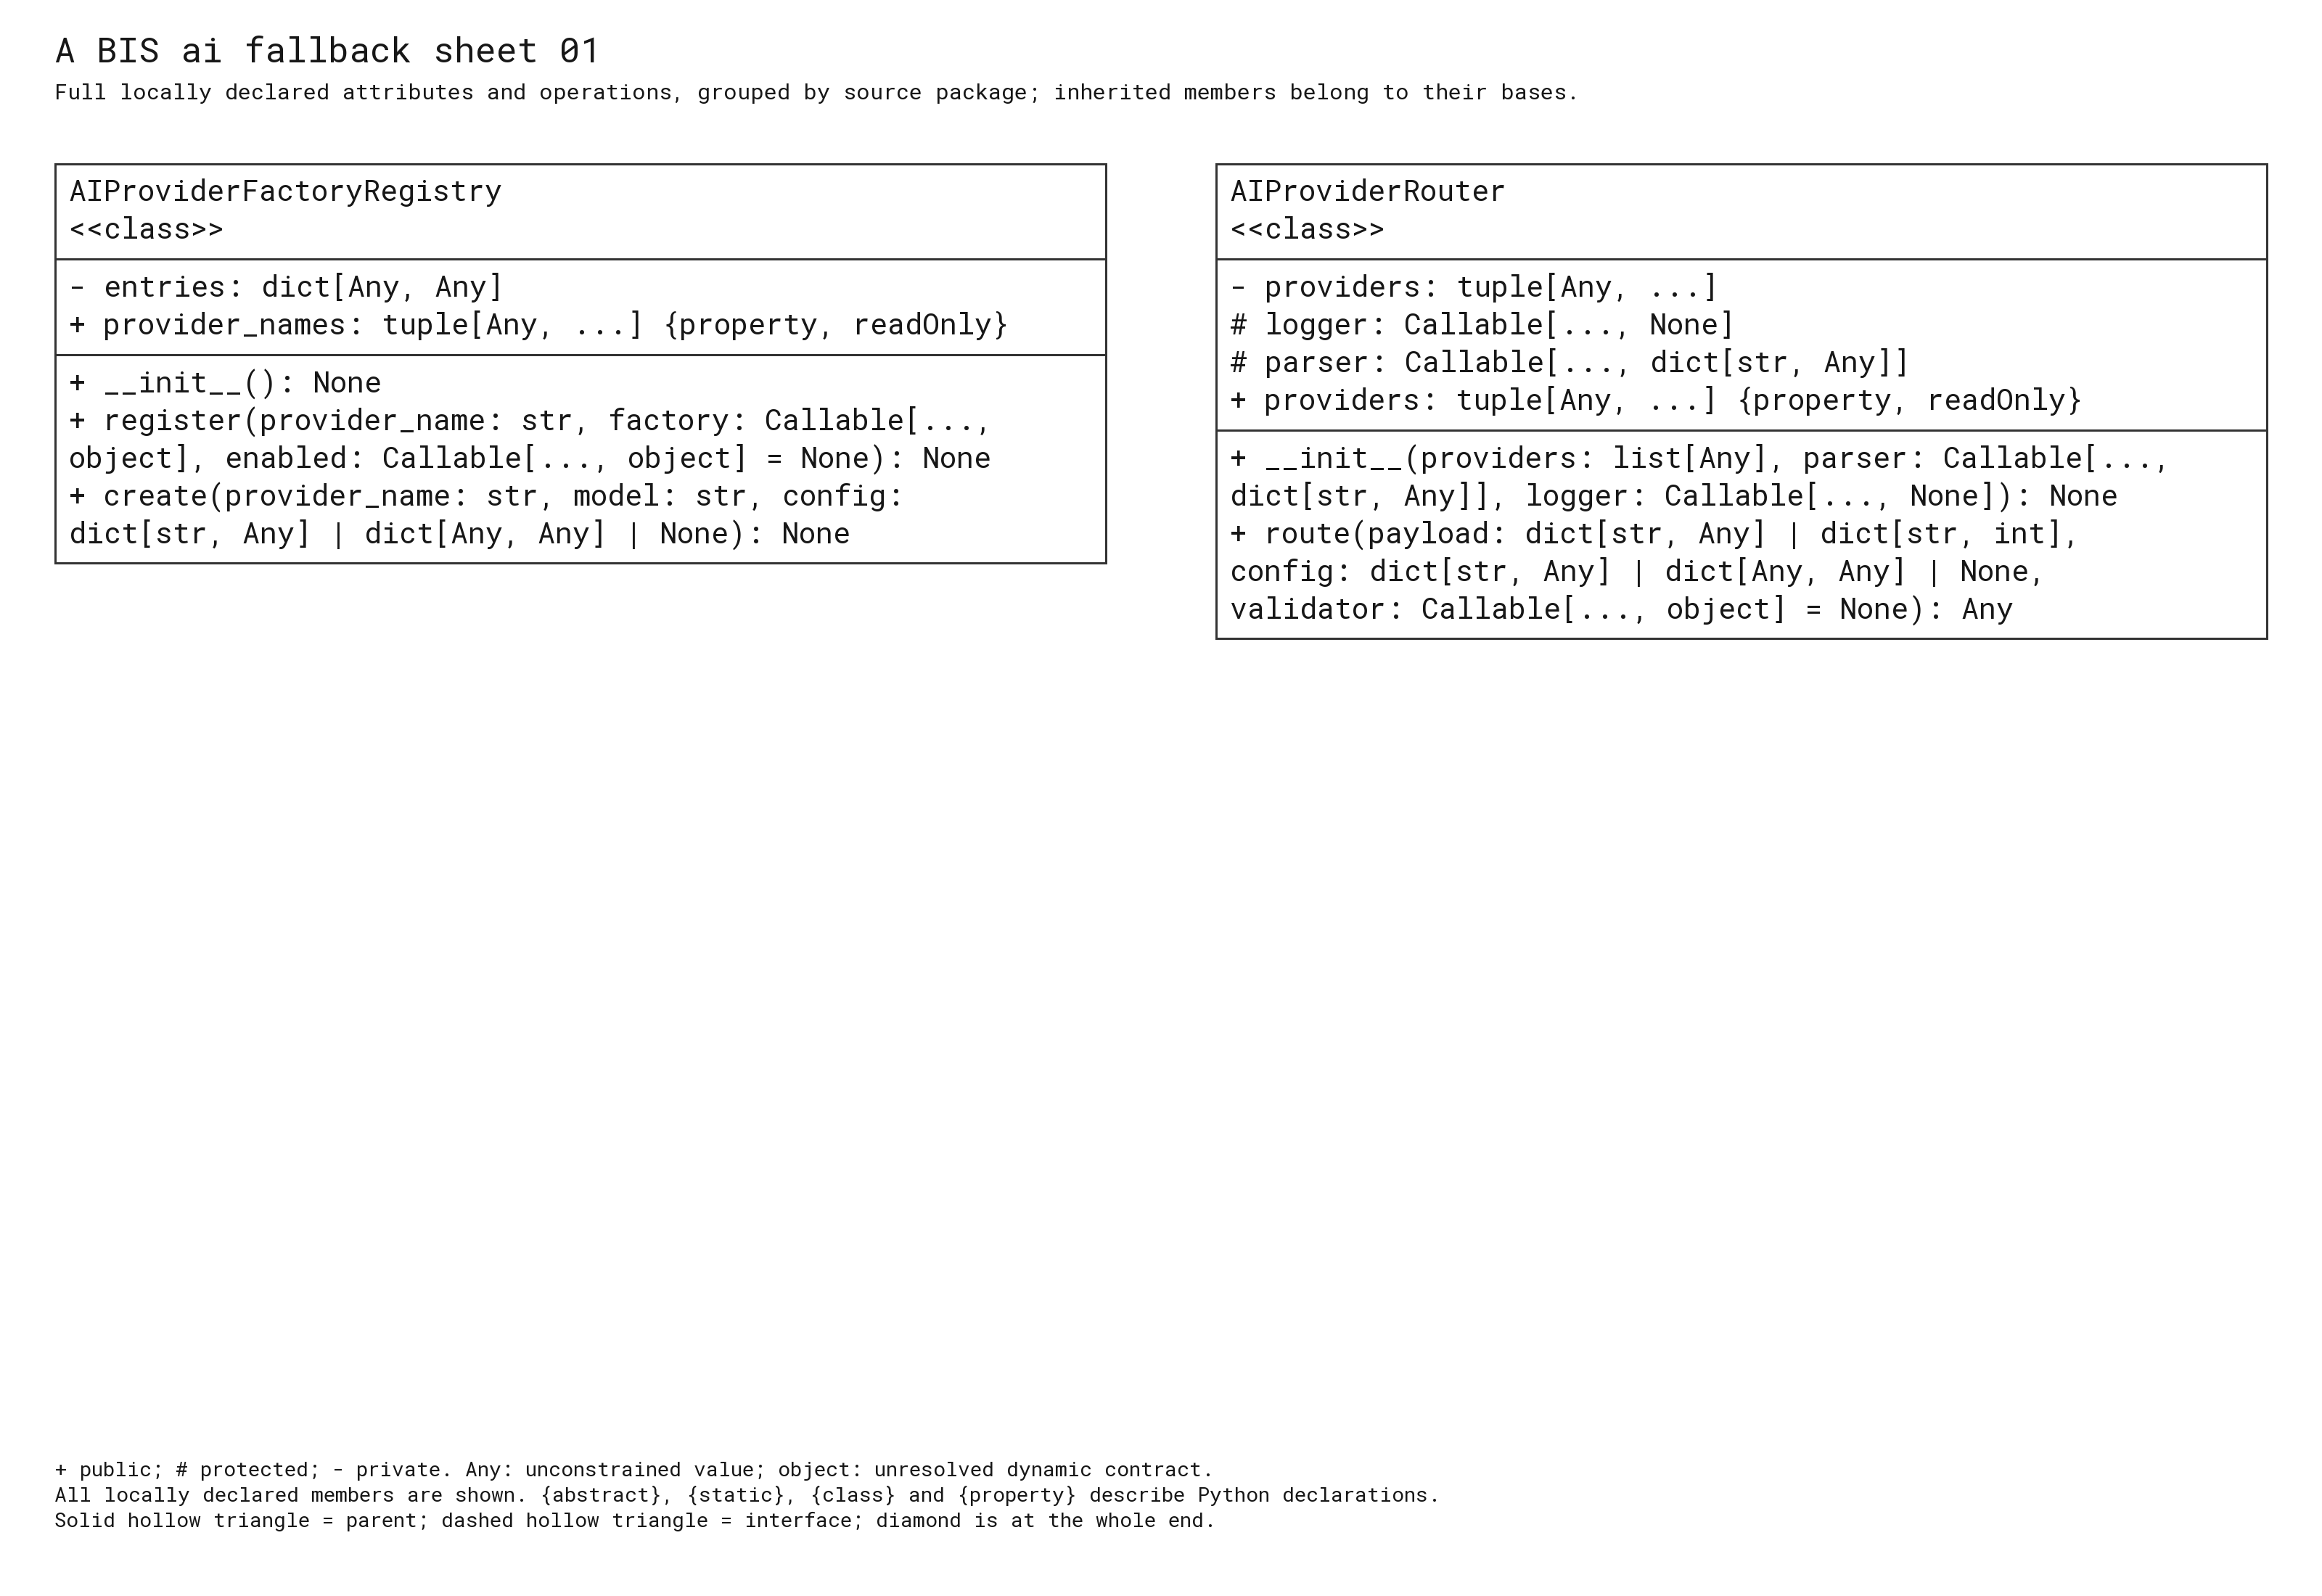 A BIS ai fallback sheet 01
Full locally declared attributes and operations, grouped by source package; inherited members belong to their bases.
AIProviderFactoryRegistry
<<class>>
- entries: dict[Any, Any]
+ provider_names: tuple[Any, ...] {property, readOnly}
+ __init__(): None
+ register(provider_name: str, factory: Callable[...,
object], enabled: Callable[..., object] = None): None
+ create(provider_name: str, model: str, config:
dict[str, Any] | dict[Any, Any] | None): None
AIProviderRouter
<<class>>
- providers: tuple[Any, ...]
# logger: Callable[..., None]
# parser: Callable[..., dict[str, Any]]
+ providers: tuple[Any, ...] {property, readOnly}
+ __init__(providers: list[Any], parser: Callable[...,
dict[str, Any]], logger: Callable[..., None]): None
+ route(payload: dict[str, Any] | dict[str, int],
config: dict[str, Any] | dict[Any, Any] | None,
validator: Callable[..., object] = None): Any
+ public; # protected; - private. Any: unconstrained value; object: unresolved dynamic contract.
All locally declared members are shown. {abstract}, {static}, {class} and {property} describe Python declarations.
Solid hollow triangle = parent; dashed hollow triangle = interface; diamond is at the whole end.